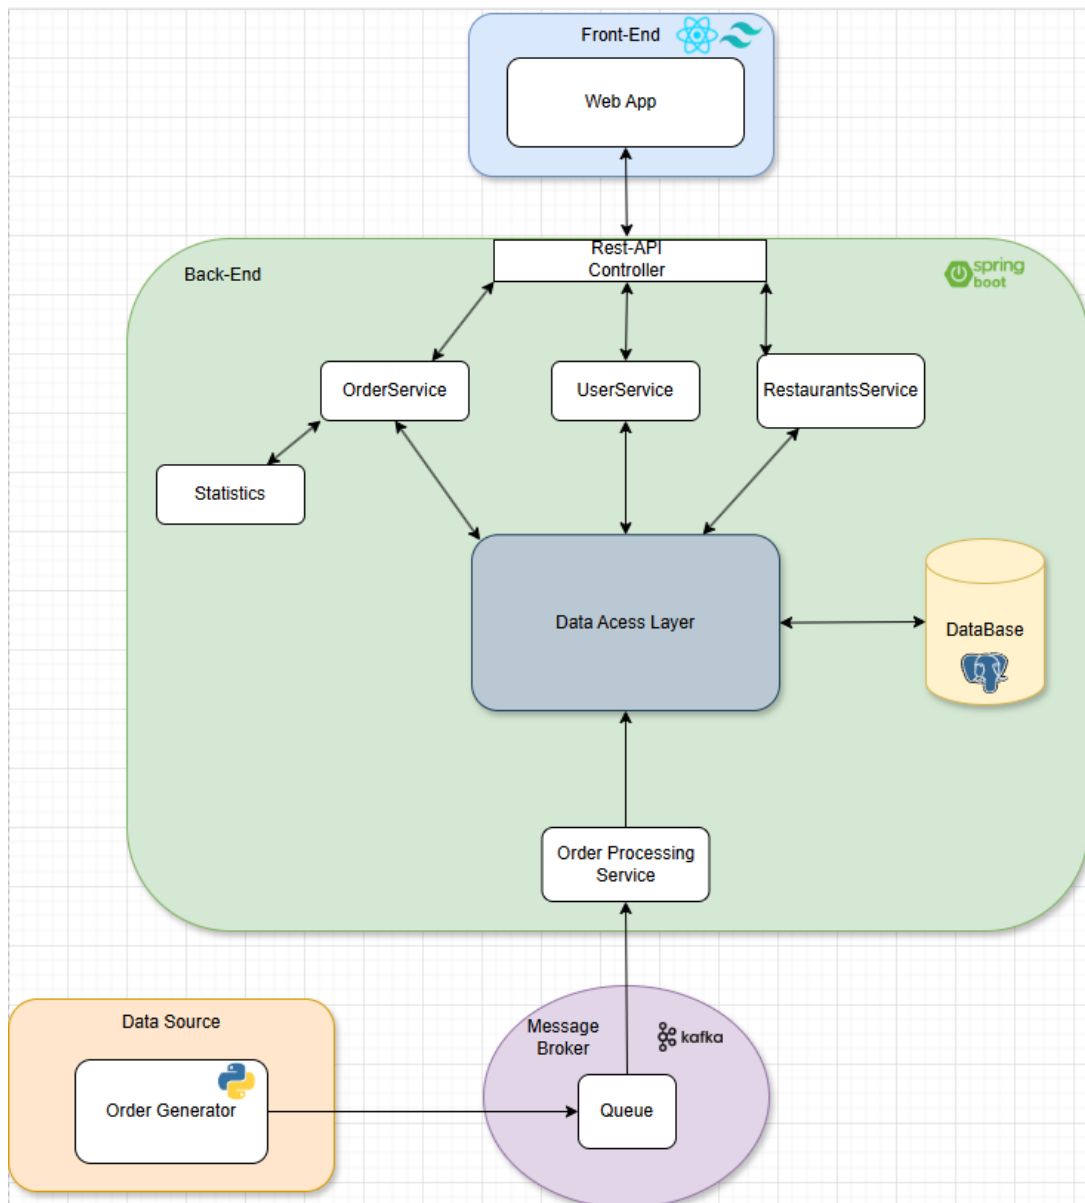 Front-End
Web App
Rest-API
Controller
Back-End
spring
boot
OrderService
UserService
RestaurantsService
Statistics
Data Acess Layer
DataBase
Order Processing
Service
Data Source
Order Generator
Message
Broker
kafka
Queue